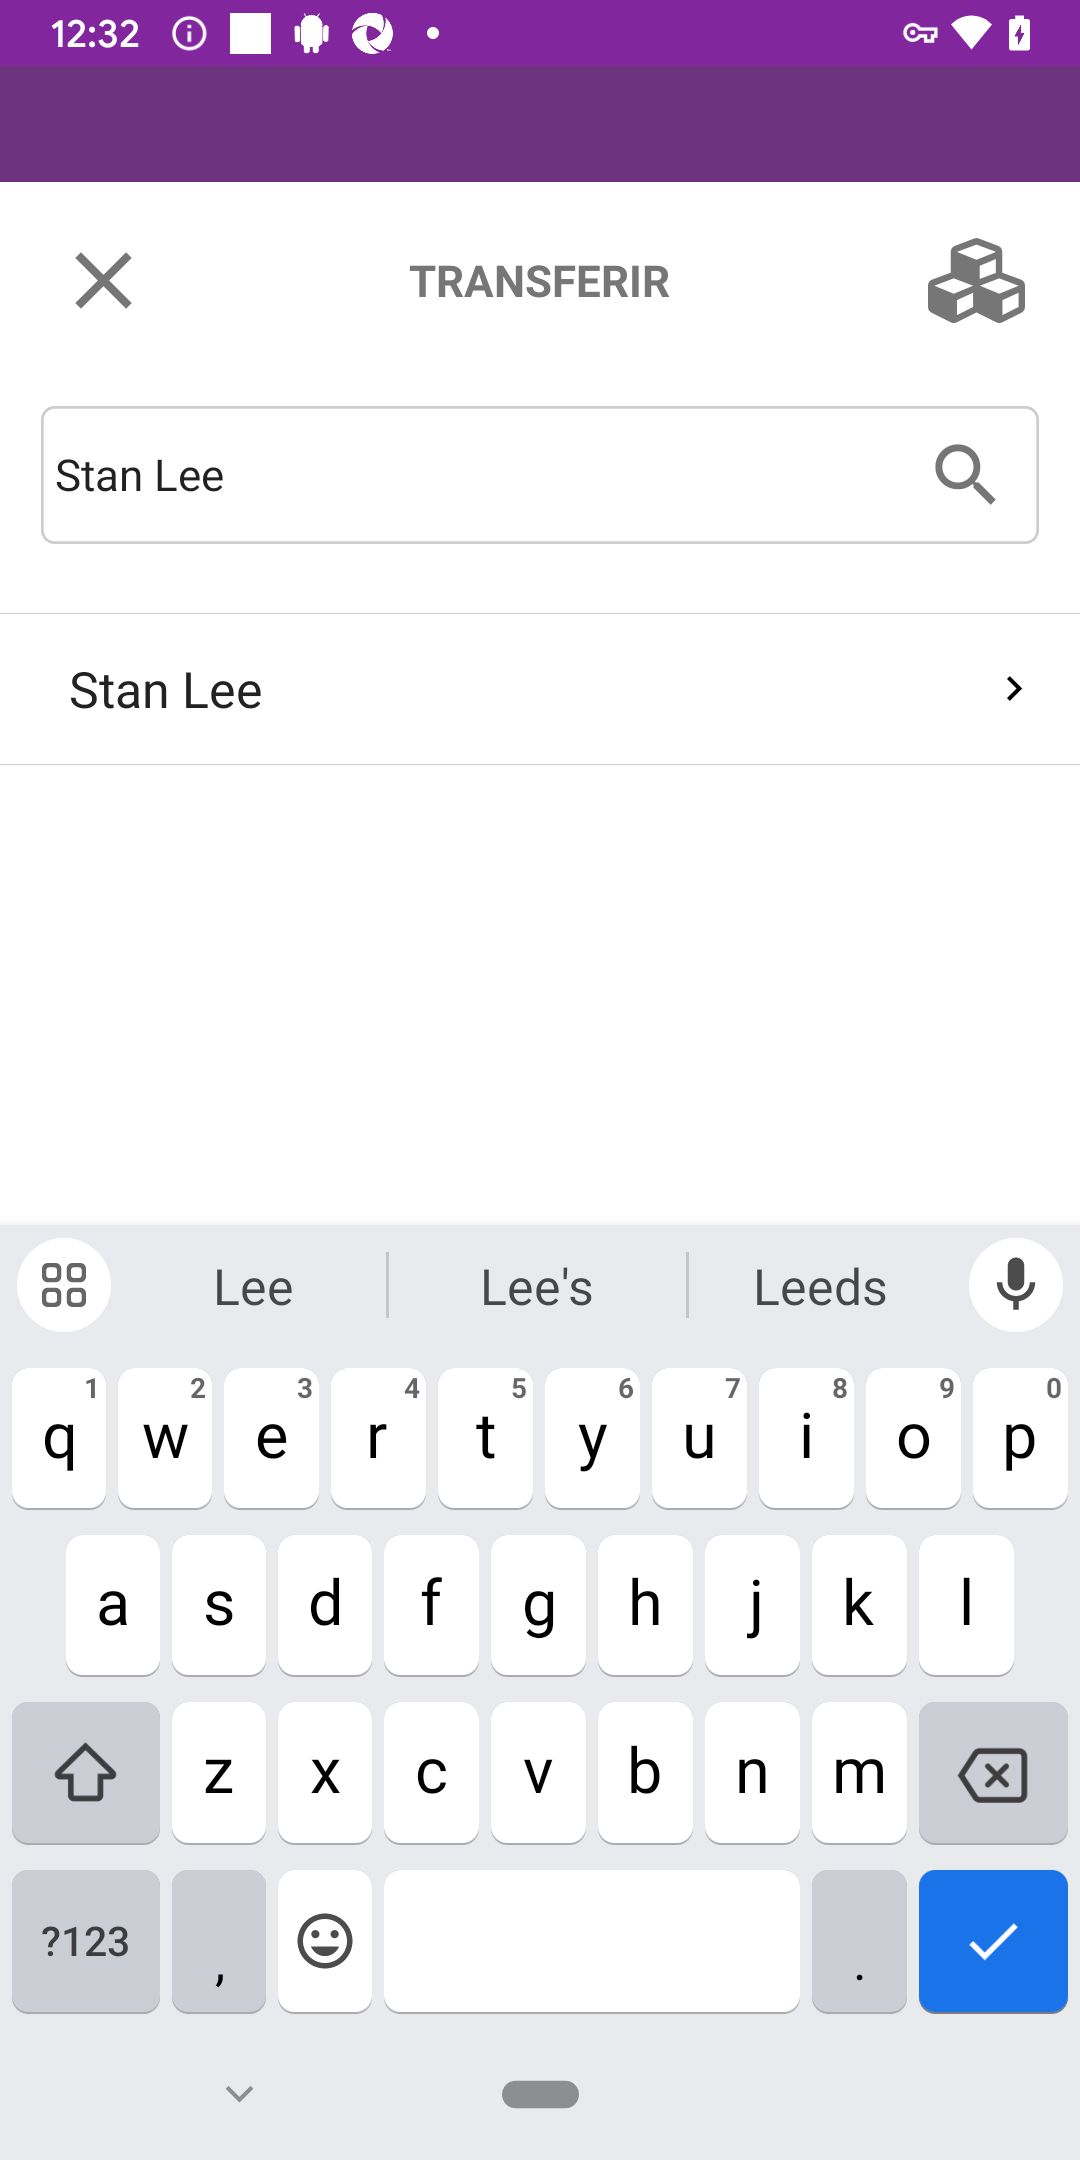 12:32
TRANSFERIR
Stan Lee
Stan Lee
Lee Lee's Leeds
1 2 3 4 5 6 7 8 9 0
q w e r t y u i o p
a s d f g h j k l
z x c v b n m
?123 , .